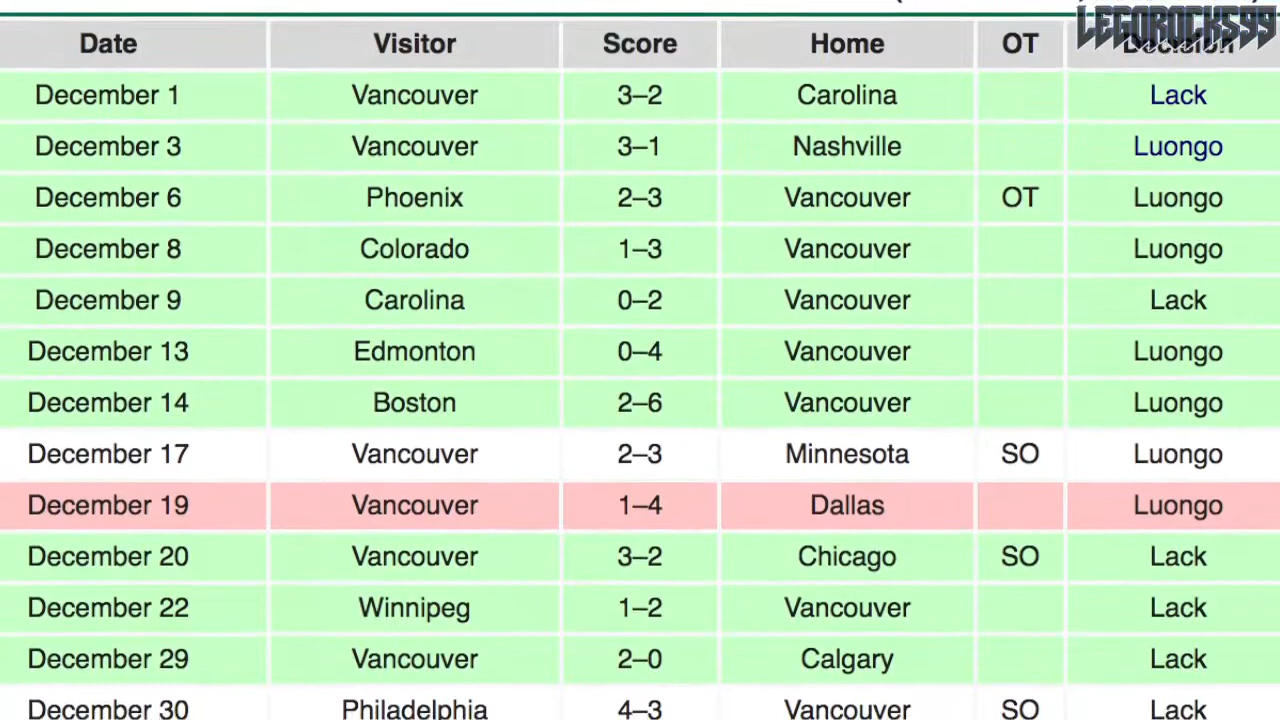 LEGOROCKS99
Date Visitor Score Home OT Decision
December 1 Vancouver 3–2 Carolina Lack
December 3 Vancouver 3–1 Nashville Luongo
December 6 Phoenix 2–3 Vancouver OT Luongo
December 8 Colorado 1–3 Vancouver Luongo
December 9 Carolina 0–2 Vancouver Lack
December 13 Edmonton 0–4 Vancouver Luongo
December 14 Boston 2–6 Vancouver Luongo
December 17 Vancouver 2–3 Minnesota SO Luongo
December 19 Vancouver 1–4 Dallas Luongo
December 20 Vancouver 3–2 Chicago SO Lack
December 22 Winnipeg 1–2 Vancouver Lack
December 29 Vancouver 2–0 Calgary Lack
December 30 Philadelphia 4–3 Vancouver SO Lack